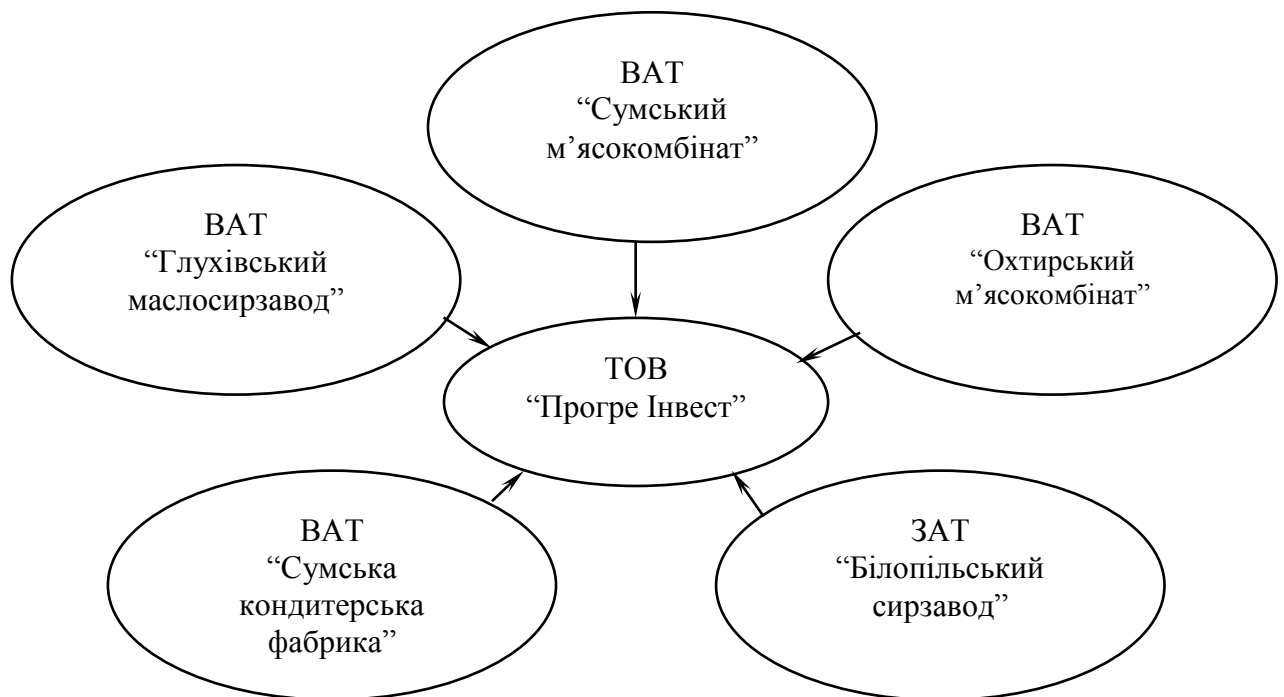 ВАТ
“Сумський
м’ясокомбінат”
ВАТ
“Глухівський
маслосирзавод”
ВАТ
“Охтирський
м’ясокомбінат”
ТОВ
“Прогре Інвест”
ВАТ
“Сумська
кондитерська
фабрика”
ЗАТ
“Білопільський
сирзавод”